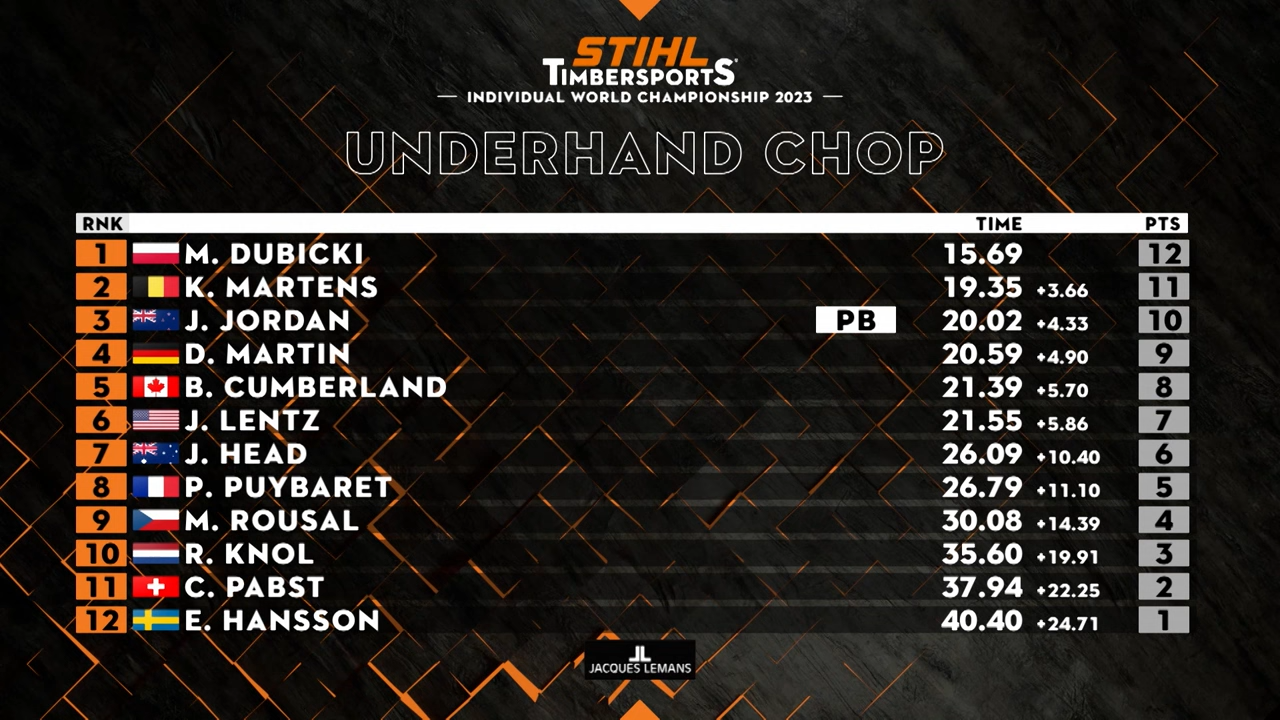 STIHL
TIMBERSPORTS®
INDIVIDUAL WORLD CHAMPIONSHIP 2023
UNDERHAND CHOP
RNK TIME PTS
1 M. DUBICKI 15.69 12
2 K. MARTENS 19.35 +3.66 11
3 J. JORDAN PB 20.02 +4.33 10
4 D. MARTIN 20.59 +4.90 9
5 B. CUMBERLAND 21.39 +5.70 8
6 J. LENTZ 21.55 +5.86 7
7 J. HEAD 26.09 +10.40 6
8 P. PUYBARET 26.79 +11.10 5
9 M. ROUSAL 30.08 +14.39 4
10 R. KNOL 35.60 +19.91 3
11 C. PABST 37.94 +22.25 2
12 E. HANSSON 40.40 +24.71 1
JL
JACQUES LEMANS